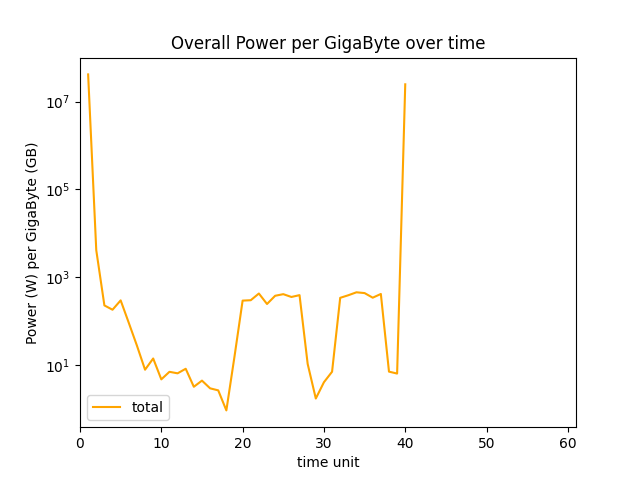 Overall Power per GigaByte over time
Power (W) per GigaByte (GB)
10^7
10^5
10^3
10^1
total
0 10 20 30 40 50 60
time unit